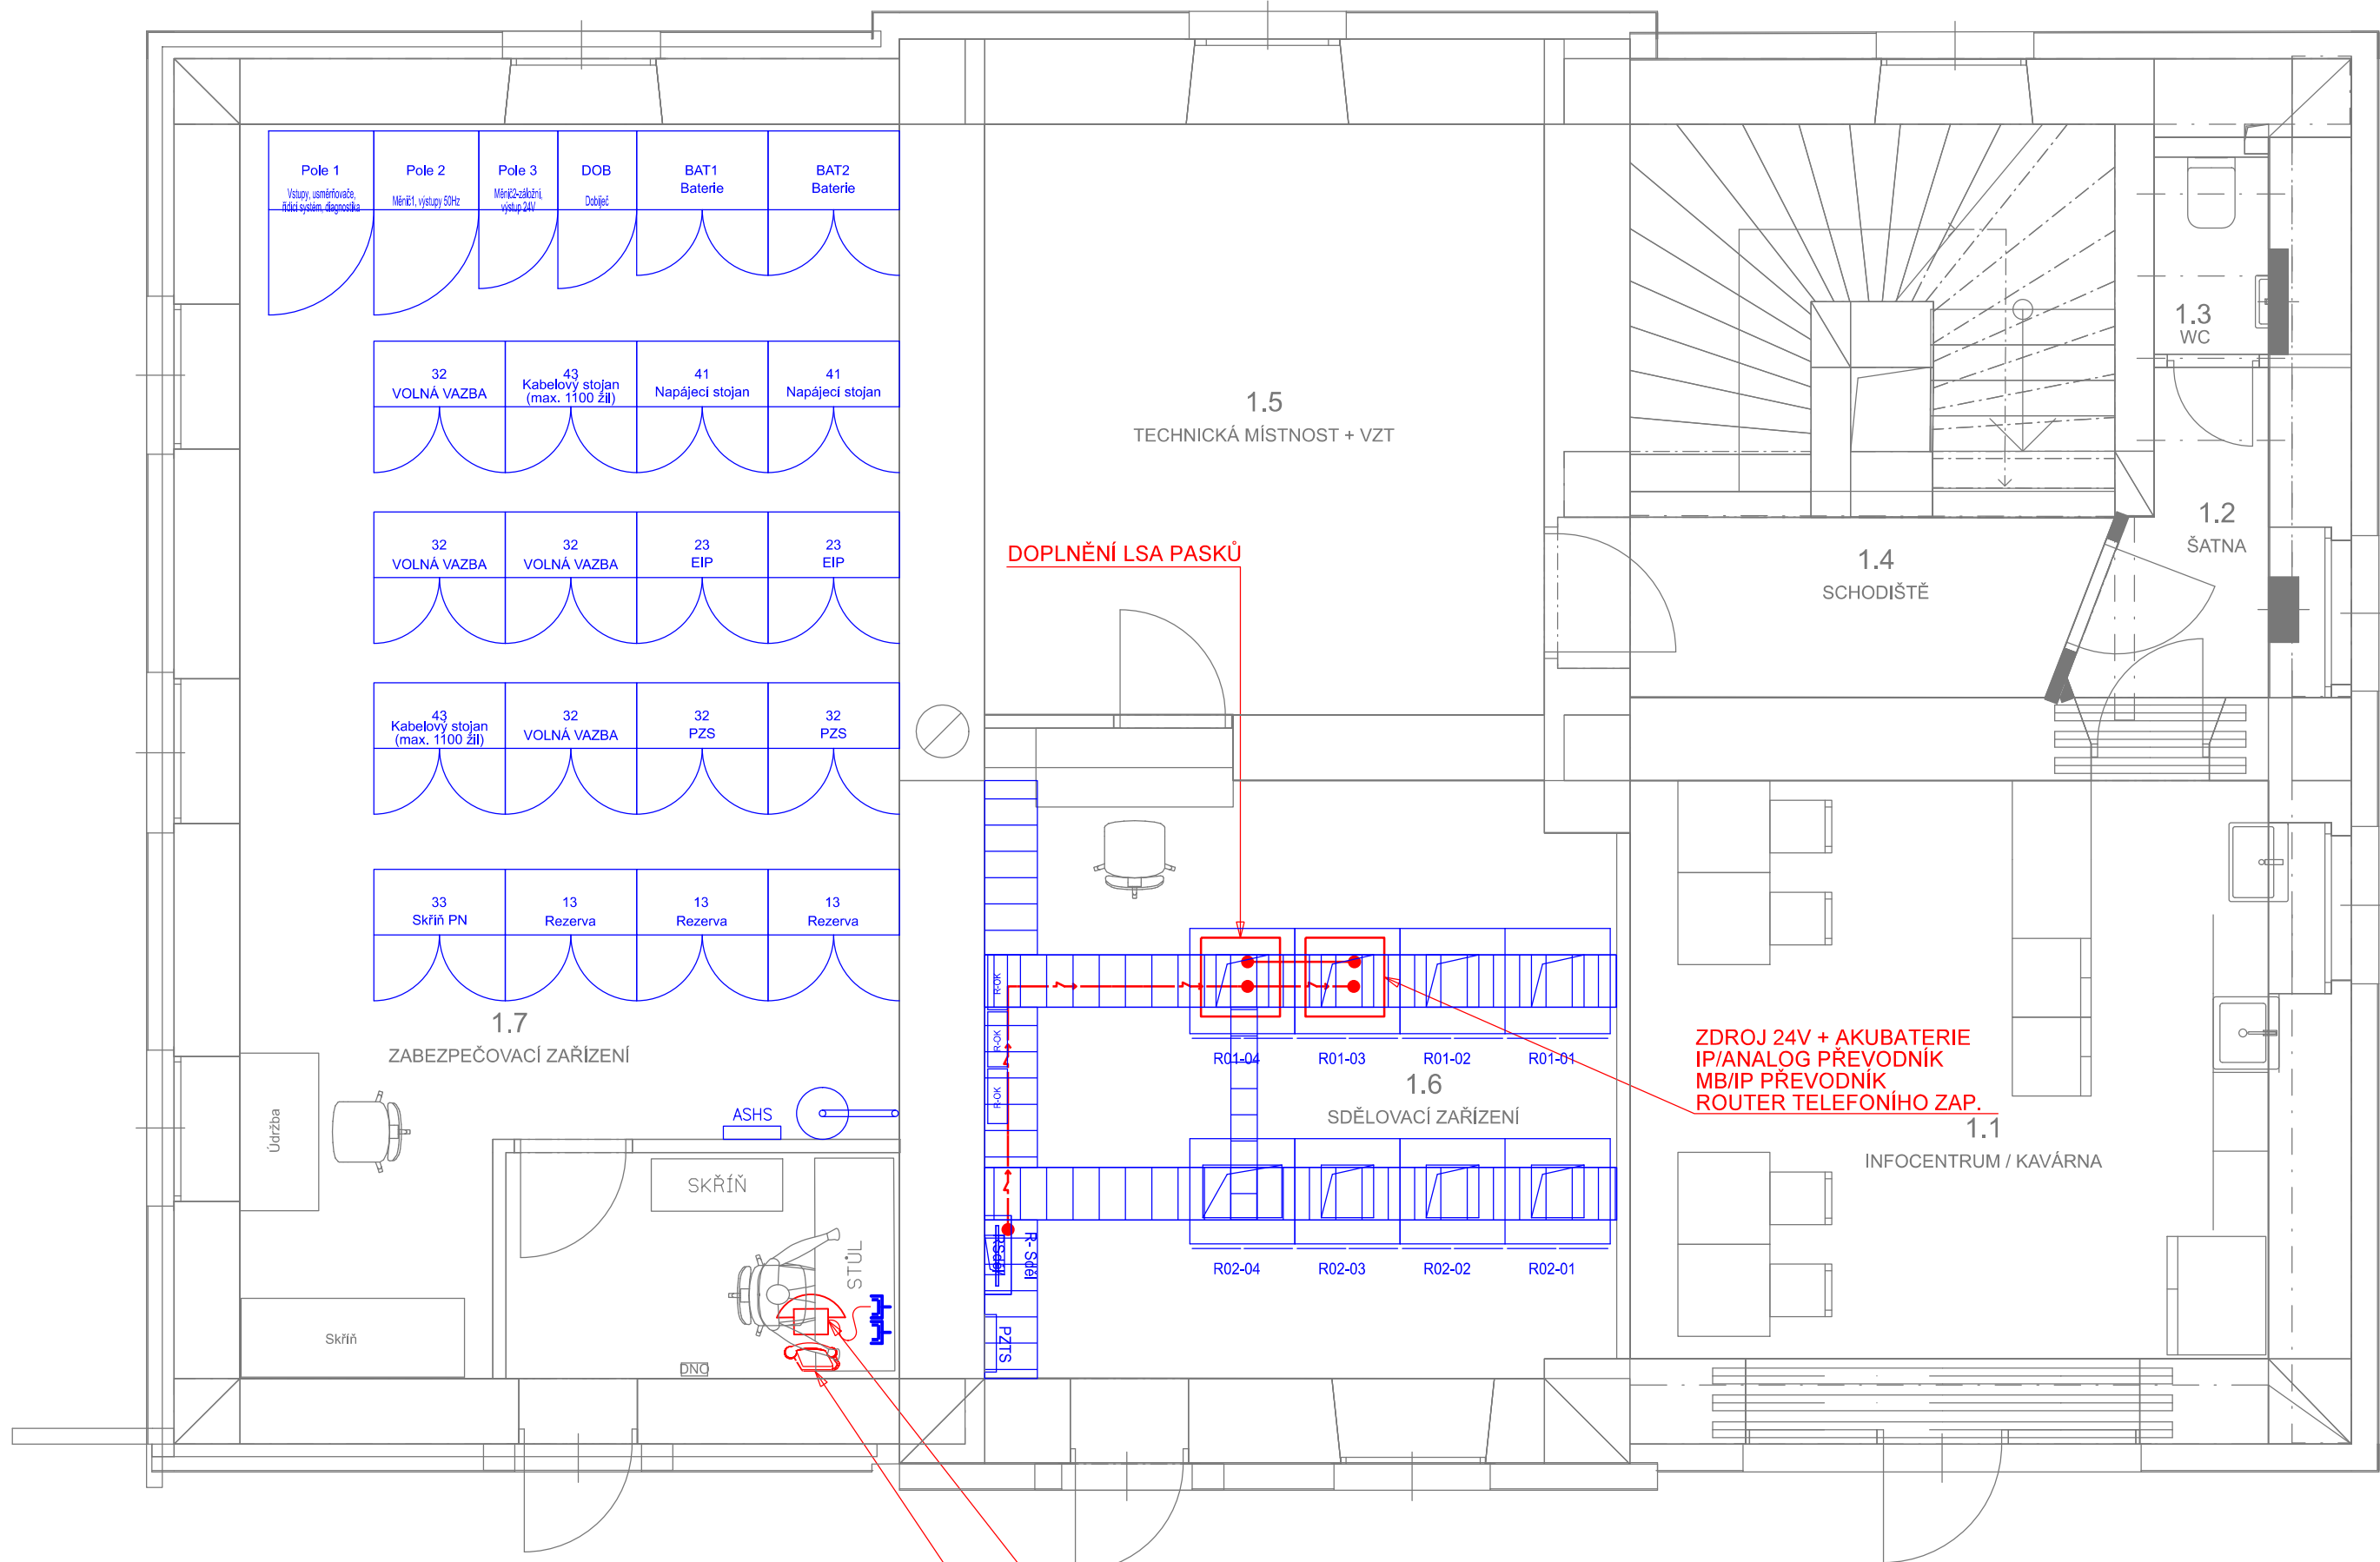 Pole 1
Vstupy, usměrňovače,
řídící systém, diagnostika
Pole 2
Měnič1, výstupy 50Hz
Pole 3
Měnič2-záložní,
výstup 24V
DOB
Dobíječ
BAT1
Baterie
BAT2
Baterie
32
VOLNÁ VAZBA
43
Kabelový stojan
(max. 1100 žil)
41
Napájecí stojan
41
Napájecí stojan
32
VOLNÁ VAZBA
32
VOLNÁ VAZBA
23
EIP
23
EIP
43
Kabelový stojan
(max. 1100 žil)
32
VOLNÁ VAZBA
32
PZS
32
PZS
33
Skříň PN
13
Rezerva
13
Rezerva
13
Rezerva
1.7
ZABEZPEČOVACÍ ZAŘÍZENÍ
Údržba
Skříň
ASHS
SKŘÍŇ
STŮL
DNO
1.5
TECHNICKÁ MÍSTNOST + VZT
DOPLNĚNÍ LSA PASKŮ
R-OK
R-OK
R-OK
R01-04
R01-03
R01-02
R01-01
1.6
SDĚLOVACÍ ZAŘÍZENÍ
R02-04
R02-03
R02-02
R02-01
R- Sděl
PZTS
1.3
WC
1.2
ŠATNA
1.4
SCHODIŠTĚ
ZDROJ 24V + AKUBATERIE
IP/ANALOG PŘEVODNÍK
MB/IP PŘEVODNÍK
ROUTER TELEFONÍHO ZAP.
1.1
INFOCENTRUM / KAVÁRNA